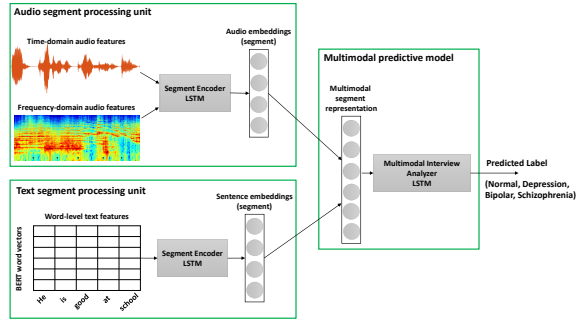 Audio segment processing unit
Time-domain audio features
Frequency-domain audio features
Segment Encoder
LSTM
Audio embeddings
(segment)
Text segment processing unit
Word-level text features
BERT word vectors
He is good at school
Segment Encoder
LSTM
Sentence embeddings
(segment)
Multimodal predictive model
Multimodal
segment
representation
Multimodal Interview
Analyzer
LSTM
Predicted Label
(Normal, Depression,
Bipolar, Schizophrenia)